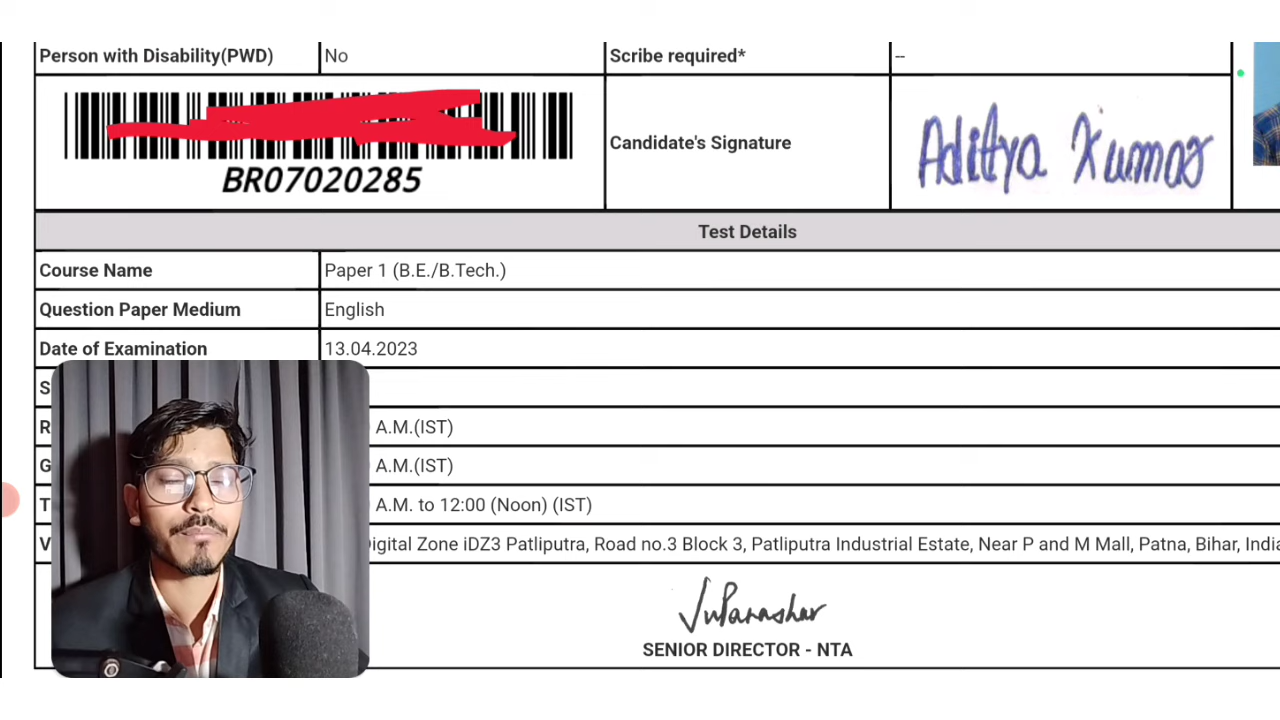 Person with Disability(PWD) No Scribe required* --
BR07020285 Candidate's Signature Aditya Kumar
Test Details
Course Name Paper 1 (B.E./B.Tech.)
Question Paper Medium English
Date of Examination 13.04.2023
S
R A.M.(IST)
G A.M.(IST)
T A.M. to 12:00 (Noon) (IST)
V Digital Zone iDZ3 Patliputra, Road no.3 Block 3, Patliputra Industrial Estate, Near P and M Mall, Patna, Bihar, India
SENIOR DIRECTOR - NTA